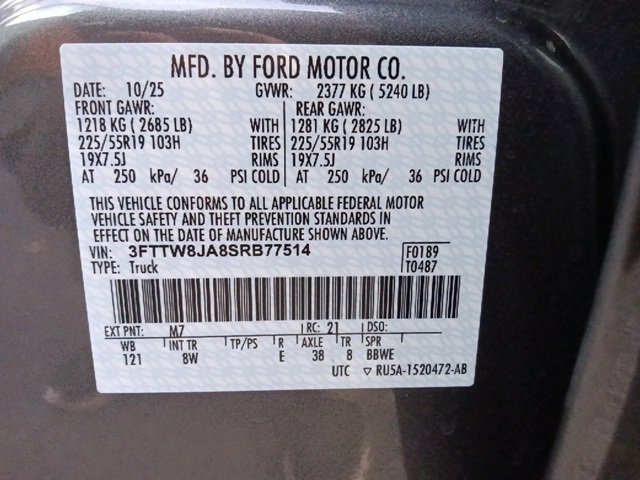 MFD. BY FORD MOTOR CO.
DATE: 10/25 GVWR: 2377 KG ( 5240 LB)
FRONT GAWR: REAR GAWR:
1218 KG ( 2685 LB) WITH 1281 KG ( 2825 LB) WITH
225/55R19 103H TIRES 225/55R19 103H TIRES
19X7.5J RIMS 19X7.5J RIMS
AT 250 kPa/ 36 PSI COLD AT 250 kPa/ 36 PSI COLD
THIS VEHICLE CONFORMS TO ALL APPLICABLE FEDERAL MOTOR
VEHICLE SAFETY AND THEFT PREVENTION STANDARDS IN
EFFECT ON THE DATE OF MANUFACTURE SHOWN ABOVE.
VIN: 3FTTW8JA8SRB77514 F0189
TYPE: Truck T0487
EXT PNT: M7 RC: 21 DSO:
WB INT TR TP/PS R AXLE TR SPR
121 8W E 38 8 BBWE
UTC ▽ RU5A-1520472-AB